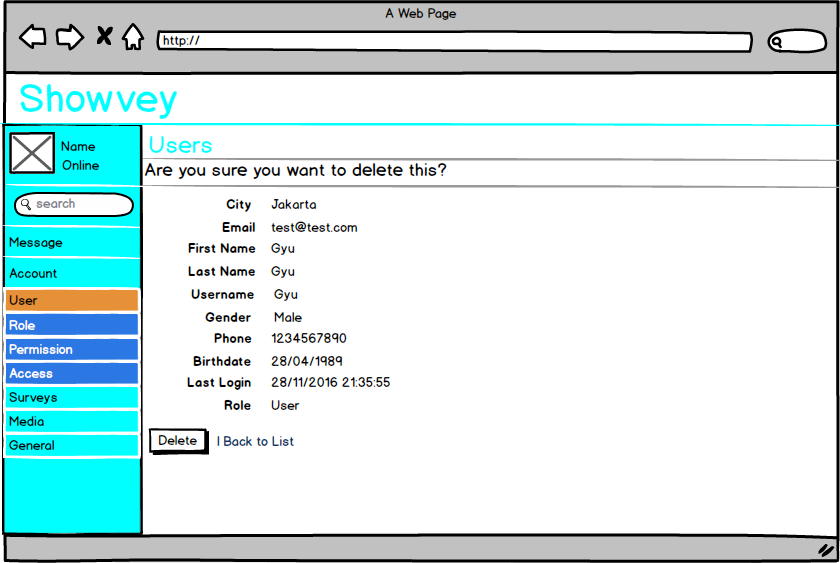 A Web Page
http://
Showvey
Name
Online
search
Message
Account
User
Role
Permission
Access
Surveys
Media
General
Users
Are you sure you want to delete this?
City Jakarta
Email test@test.com
First Name Gyu
Last Name Gyu
Username Gyu
Gender Male
Phone 1234567890
Birthdate 28/04/1989
Last Login 28/11/2016 21:35:55
Role User
Delete | Back to List